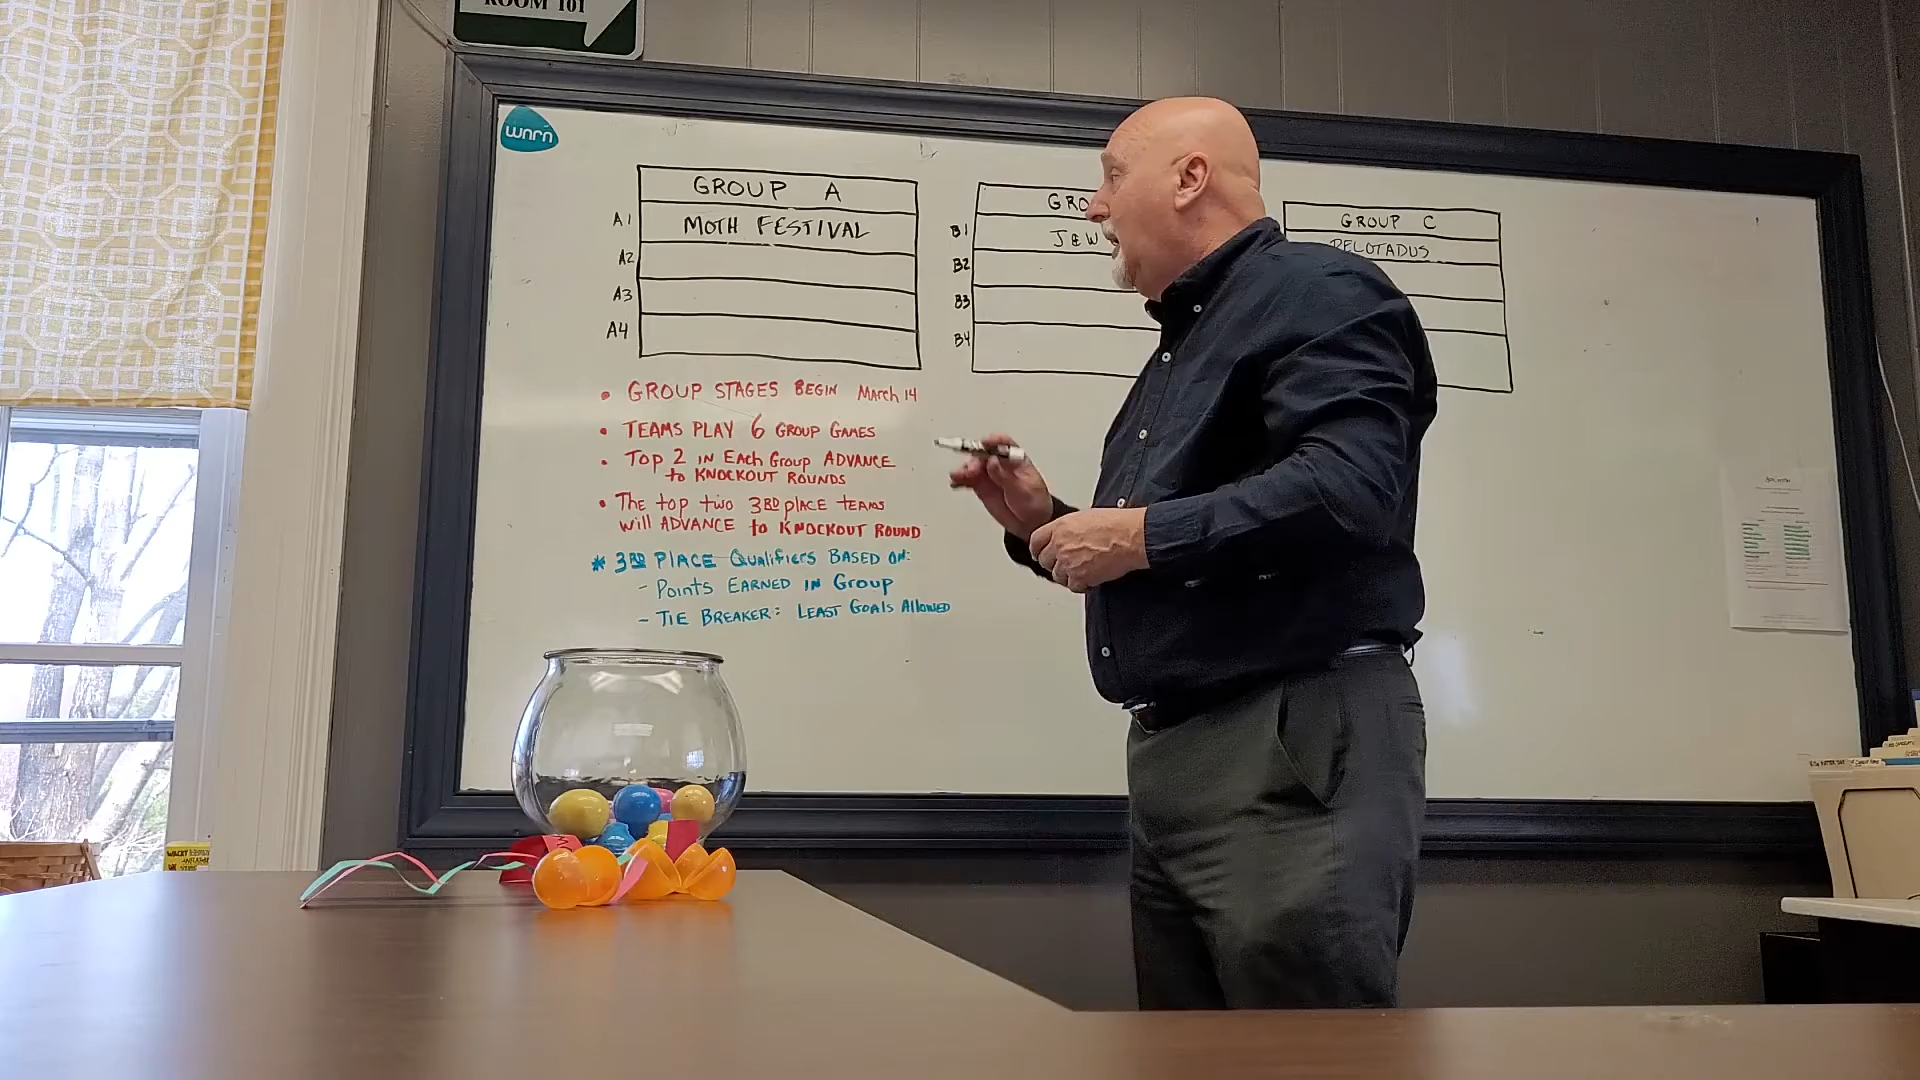 ROOM 101
wnrn
GROUP A
A1 MOTH FESTIVAL
A2
A3
A4
GRO
B1 JEW
B2
B3
B4
GROUP C
PELOTADUS
• GROUP STAGES BEGIN March 14
• TEAMS PLAY 6 GROUP GAMES
• Top 2 IN EAch Group ADVANCE
to KNOCKOUT ROUNDS
• The top two 3RD place teams
will ADVANCE to KNOCKOUT ROUND
* 3RD PlACE QualifiErs BASED ON:
- Points EARNED IN Group
- TIE BREAKER: LEAST GoAls Allowed